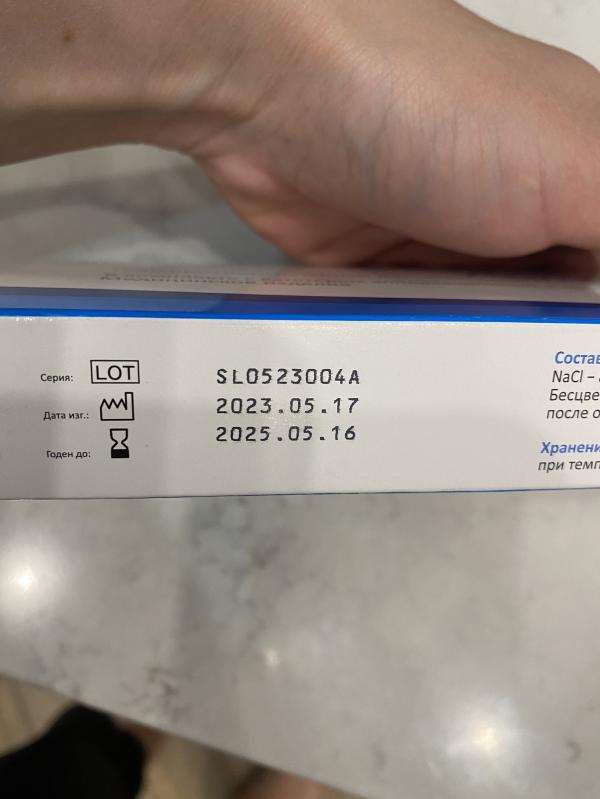 Серия: LOT SL0523004A
Дата изг.: 2023.05.17
Годен до: 2025.05.16
Состав
NaCl –
Бесцве
после о
Хранени
при темп